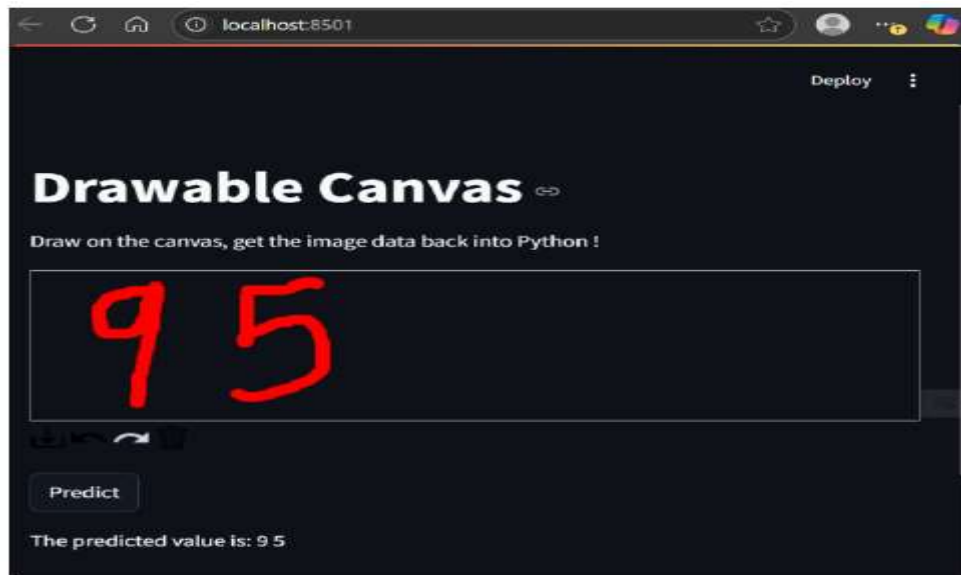 localhost:8501
Deploy
Drawable Canvas
Draw on the canvas, get the image data back into Python !
9 5
Predict
The predicted value is: 9 5